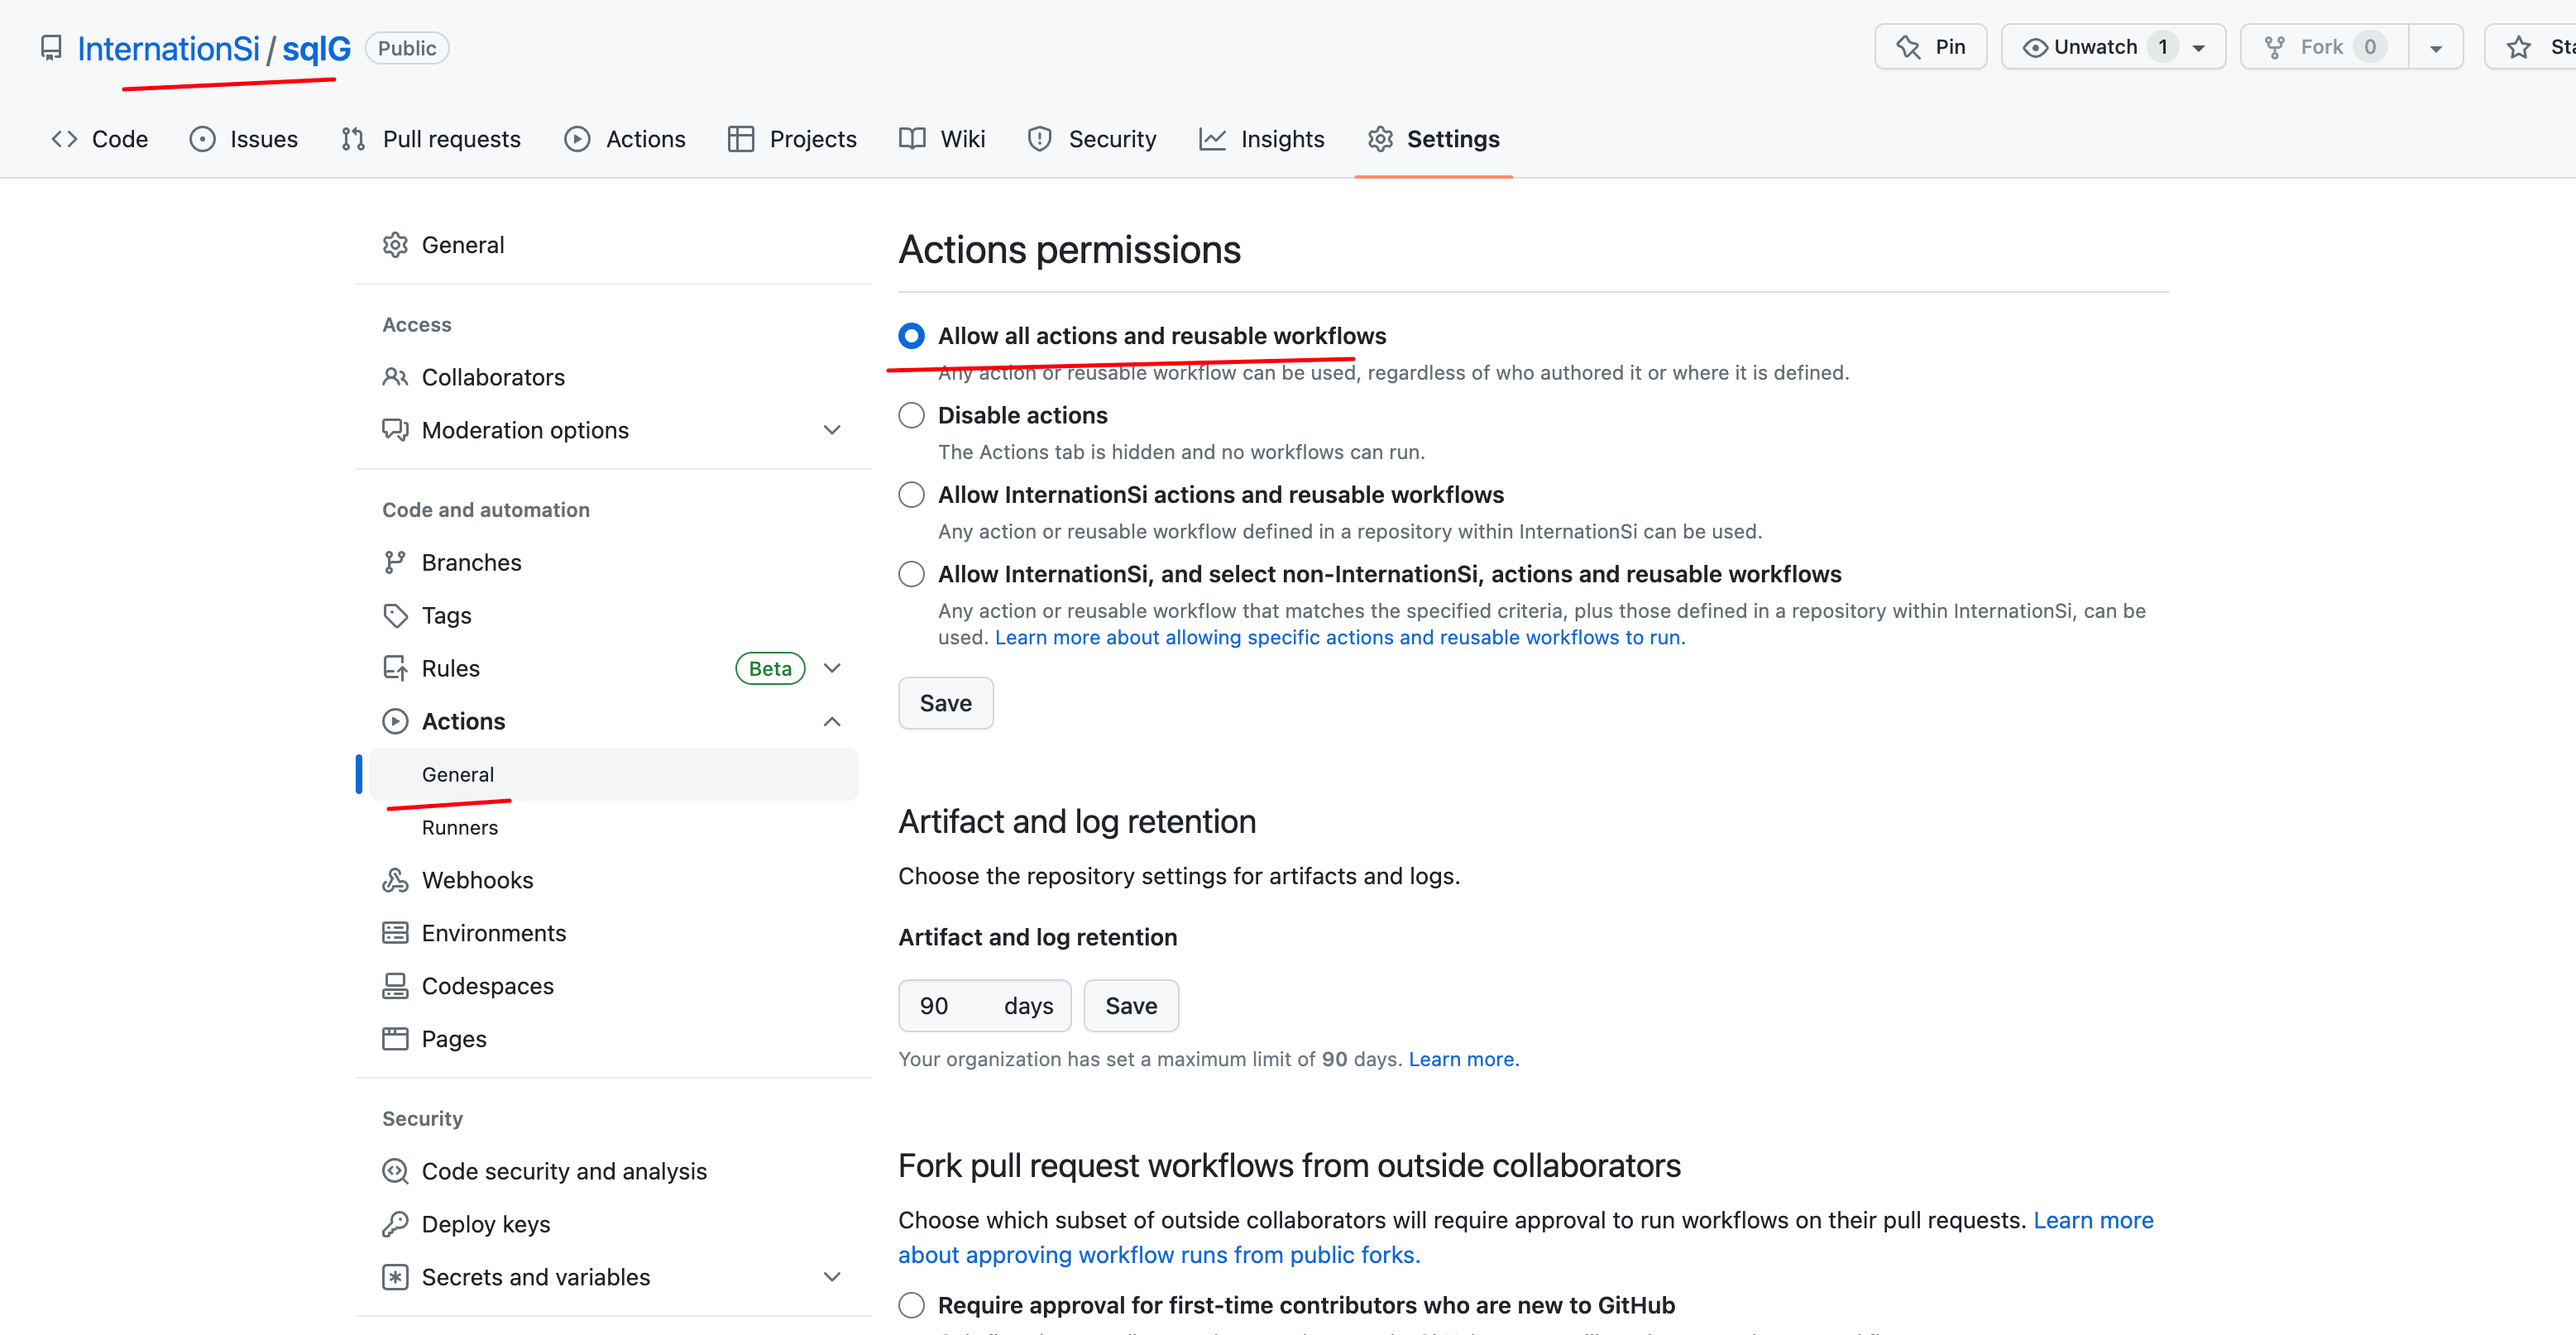 InternationSi / sqlG Public
Pin
Unwatch 1
Fork 0
Code
Issues
Pull requests
Actions
Projects
Wiki
Security
Insights
Settings
General
Access
Collaborators
Moderation options
Code and automation
Branches
Tags
Rules Beta
Actions
General
Runners
Webhooks
Environments
Codespaces
Pages
Security
Code security and analysis
Deploy keys
Secrets and variables
Actions permissions
Allow all actions and reusable workflows
Any action or reusable workflow can be used, regardless of who authored it or where it is defined.
Disable actions
The Actions tab is hidden and no workflows can run.
Allow InternationSi actions and reusable workflows
Any action or reusable workflow defined in a repository within InternationSi can be used.
Allow InternationSi, and select non-InternationSi, actions and reusable workflows
Any action or reusable workflow that matches the specified criteria, plus those defined in a repository within InternationSi, can be
used. Learn more about allowing specific actions and reusable workflows to run.
Save
Artifact and log retention
Choose the repository settings for artifacts and logs.
Artifact and log retention
90 days Save
Your organization has set a maximum limit of 90 days. Learn more.
Fork pull request workflows from outside collaborators
Choose which subset of outside collaborators will require approval to run workflows on their pull requests. Learn more
about approving workflow runs from public forks.
Require approval for first-time contributors who are new to GitHub